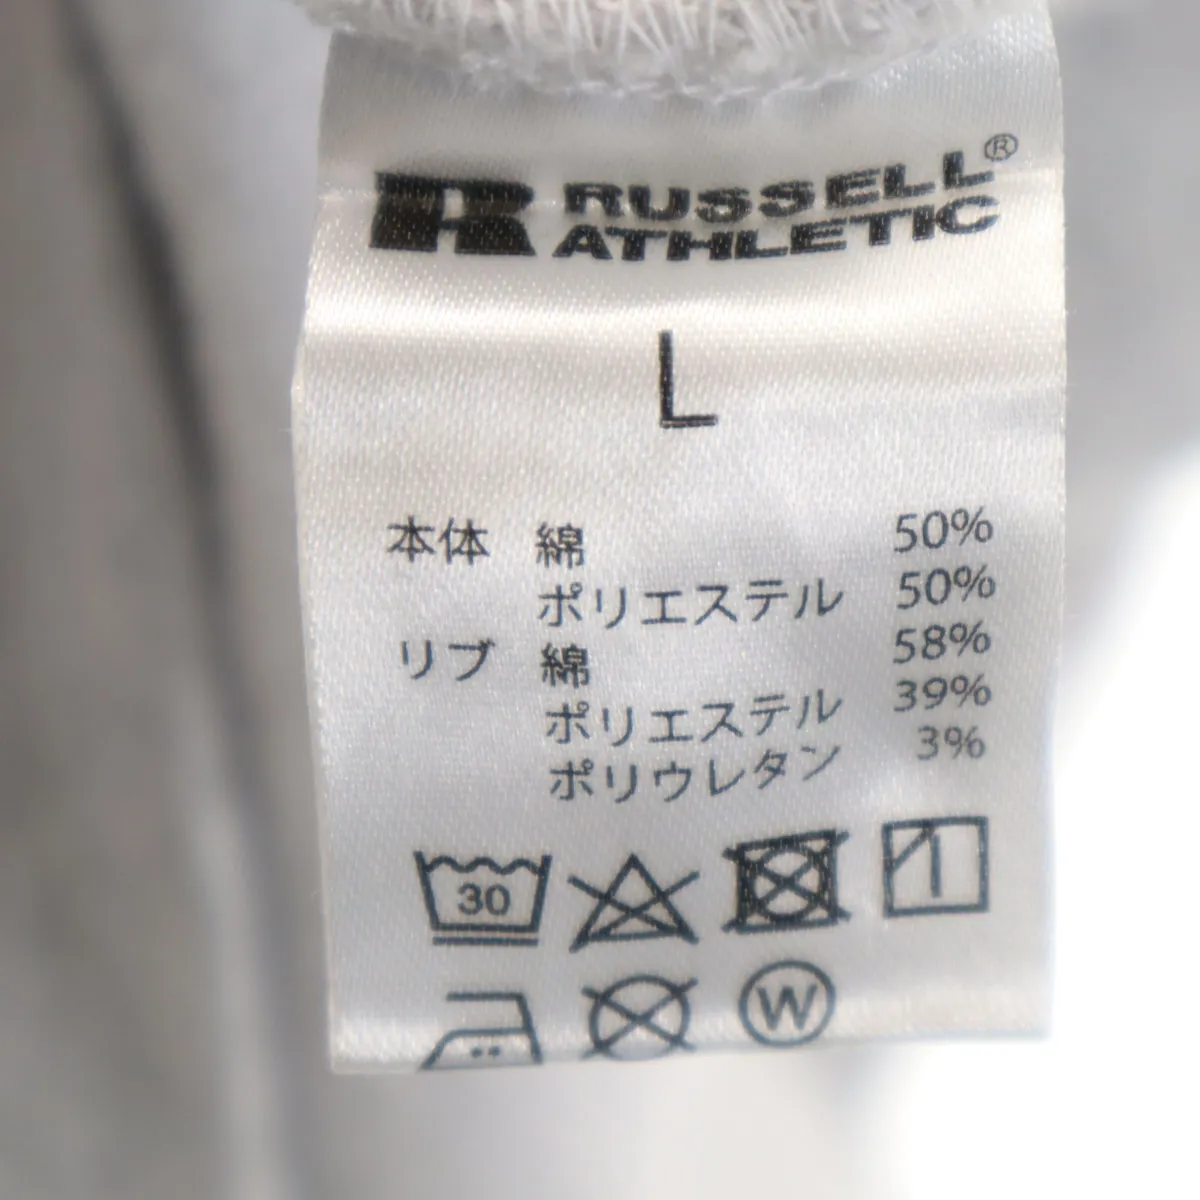 RUSSELL®
ATHLETIC
L
本体 綿 50%
ポリエステル 50%
リブ 綿 58%
ポリエステル 39%
ポリウレタン 3%
30
W